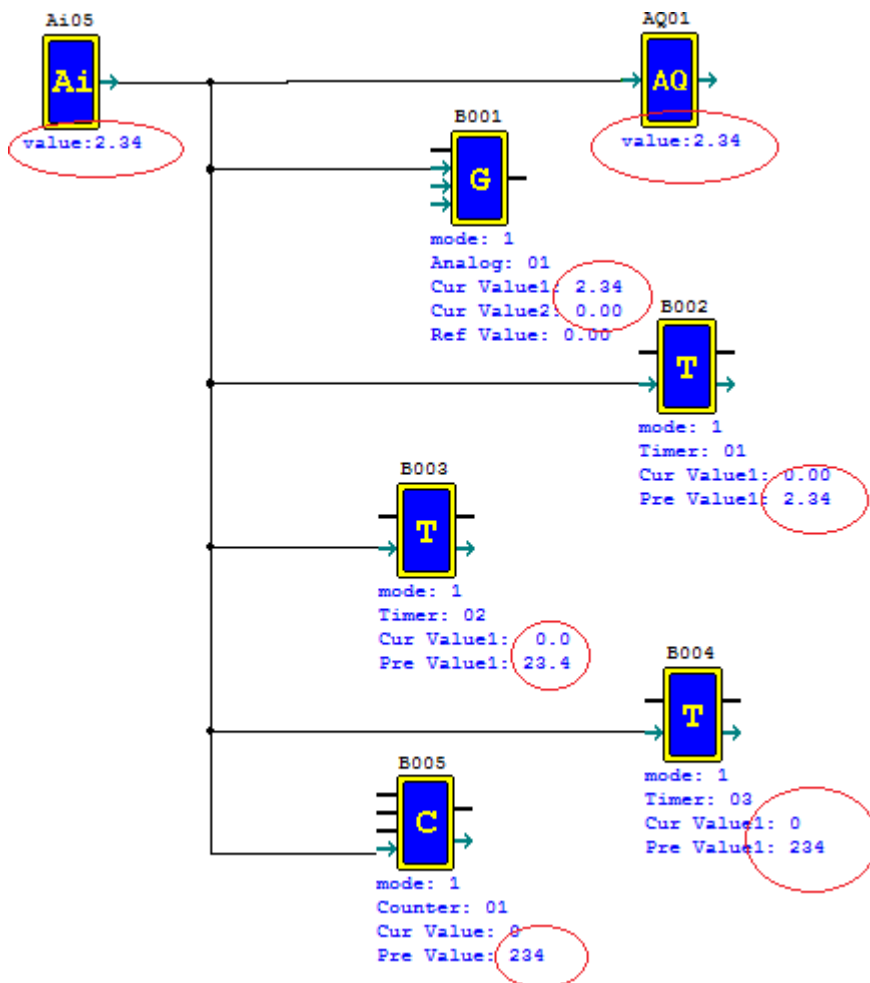 Ai05
Ai
value:2.34
AQ01
AQ
value:2.34
B001
G
mode: 1
Analog: 01
Cur Value1: 2.34
Cur Value2: 0.00
Ref Value: 0.00
B002
T
mode: 1
Timer: 01
Cur Value1: 0.00
Pre Value1: 2.34
B003
T
mode: 1
Timer: 02
Cur Value1: 0.0
Pre Value1: 23.4
B004
T
mode: 1
Timer: 03
Cur Value1: 0
Pre Value1: 234
B005
C
mode: 1
Counter: 01
Cur Value: 0
Pre Value: 234